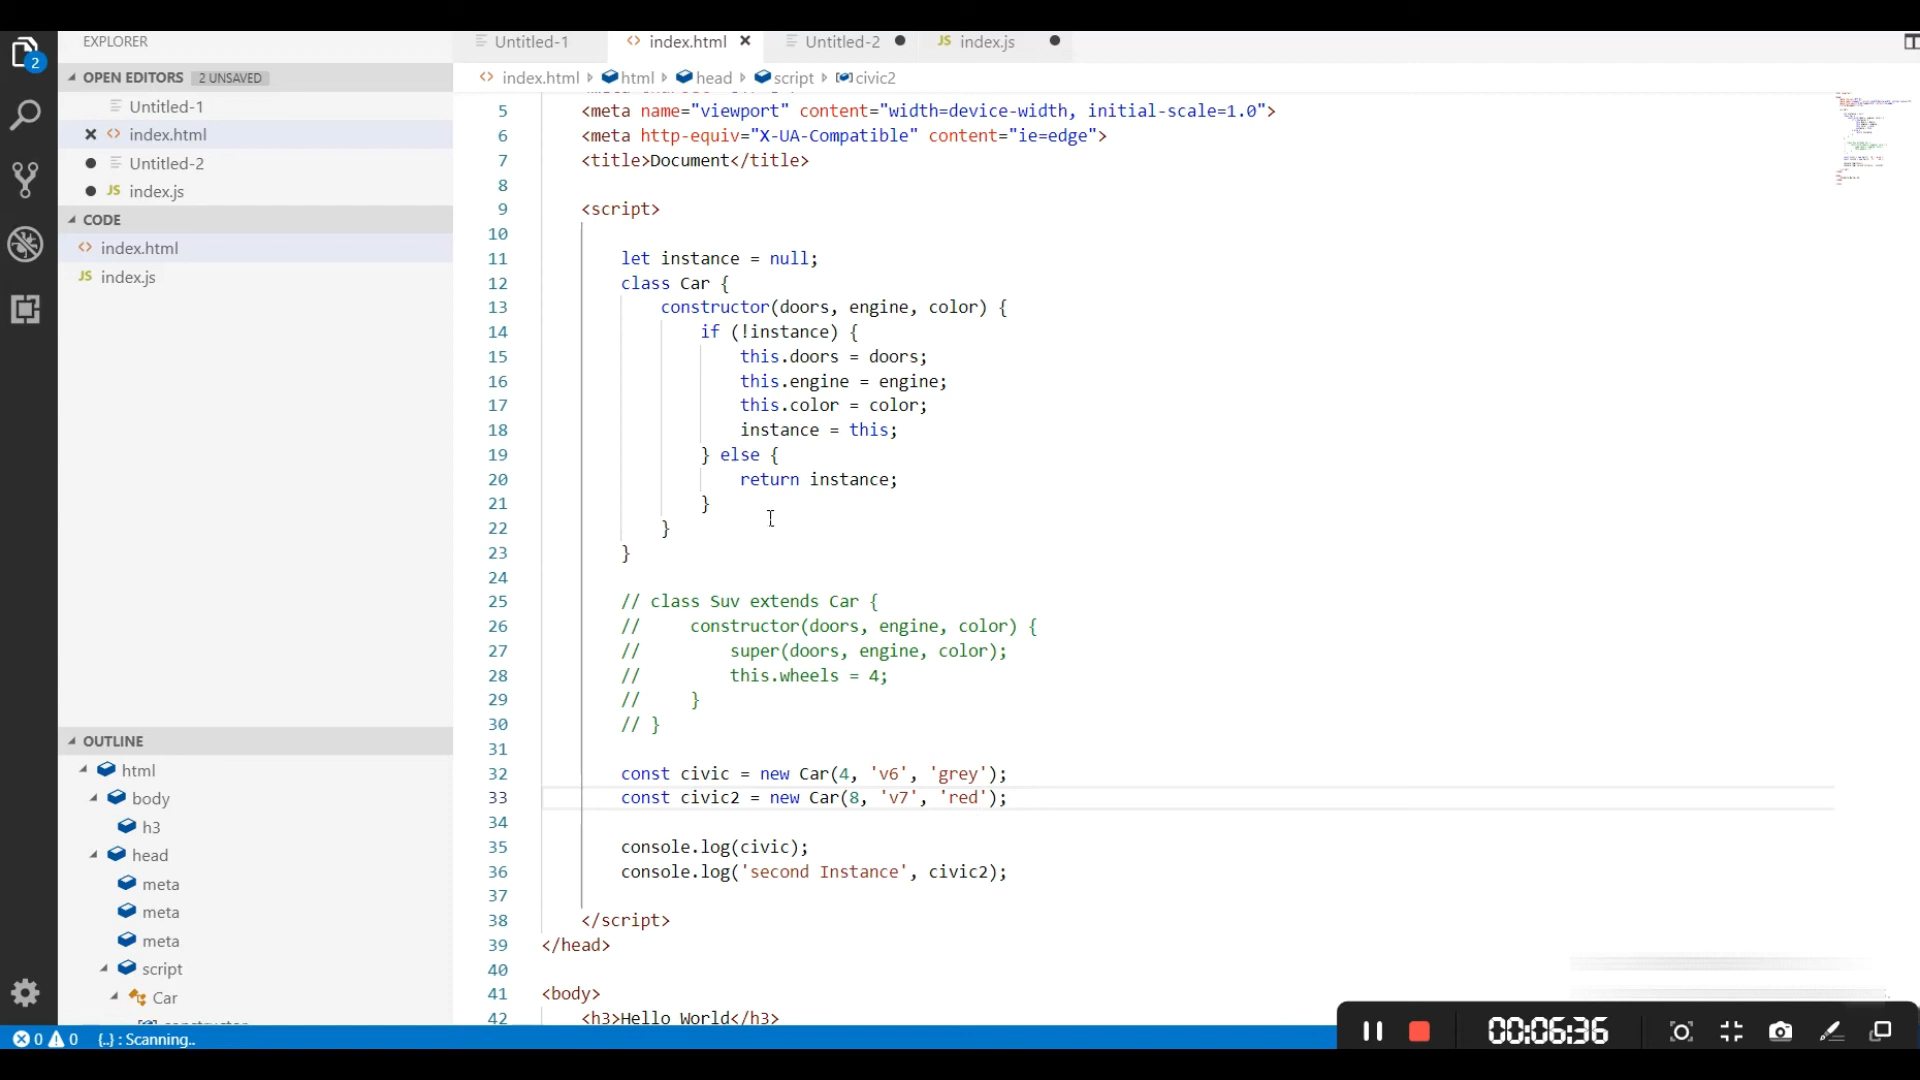 EXPLORER
OPEN EDITORS 2 UNSAVED
Untitled-1
index.html
Untitled-2
JS index.js
CODE
index.html
JS index.js
OUTLINE
html
body
h3
head
meta
meta
meta
script
Car
Untitled-1
index.html
Untitled-2
JS index.js
index.html html head script civic2
5 <meta name="viewport" content="width=device-width, initial-scale=1.0">
6 <meta http-equiv="X-UA-Compatible" content="ie=edge">
7 <title>Document</title>
8
9 <script>
10
11 let instance = null;
12 class Car {
13 constructor(doors, engine, color) {
14 if (!instance) {
15 this.doors = doors;
16 this.engine = engine;
17 this.color = color;
18 instance = this;
19 } else {
20 return instance;
21 }
22 }
23 }
24
25 // class Suv extends Car {
26 // constructor(doors, engine, color) {
27 // super(doors, engine, color);
28 // this.wheels = 4;
29 // }
30 // }
31
32 const civic = new Car(4, 'v6', 'grey');
33 const civic2 = new Car(8, 'v7', 'red');
34
35 console.log(civic);
36 console.log('second Instance', civic2);
37
38 </script>
39 </head>
40
41 <body>
42 <h3>Hello World</h3>
2
0 0 {..} : Scanning..
00:06:36